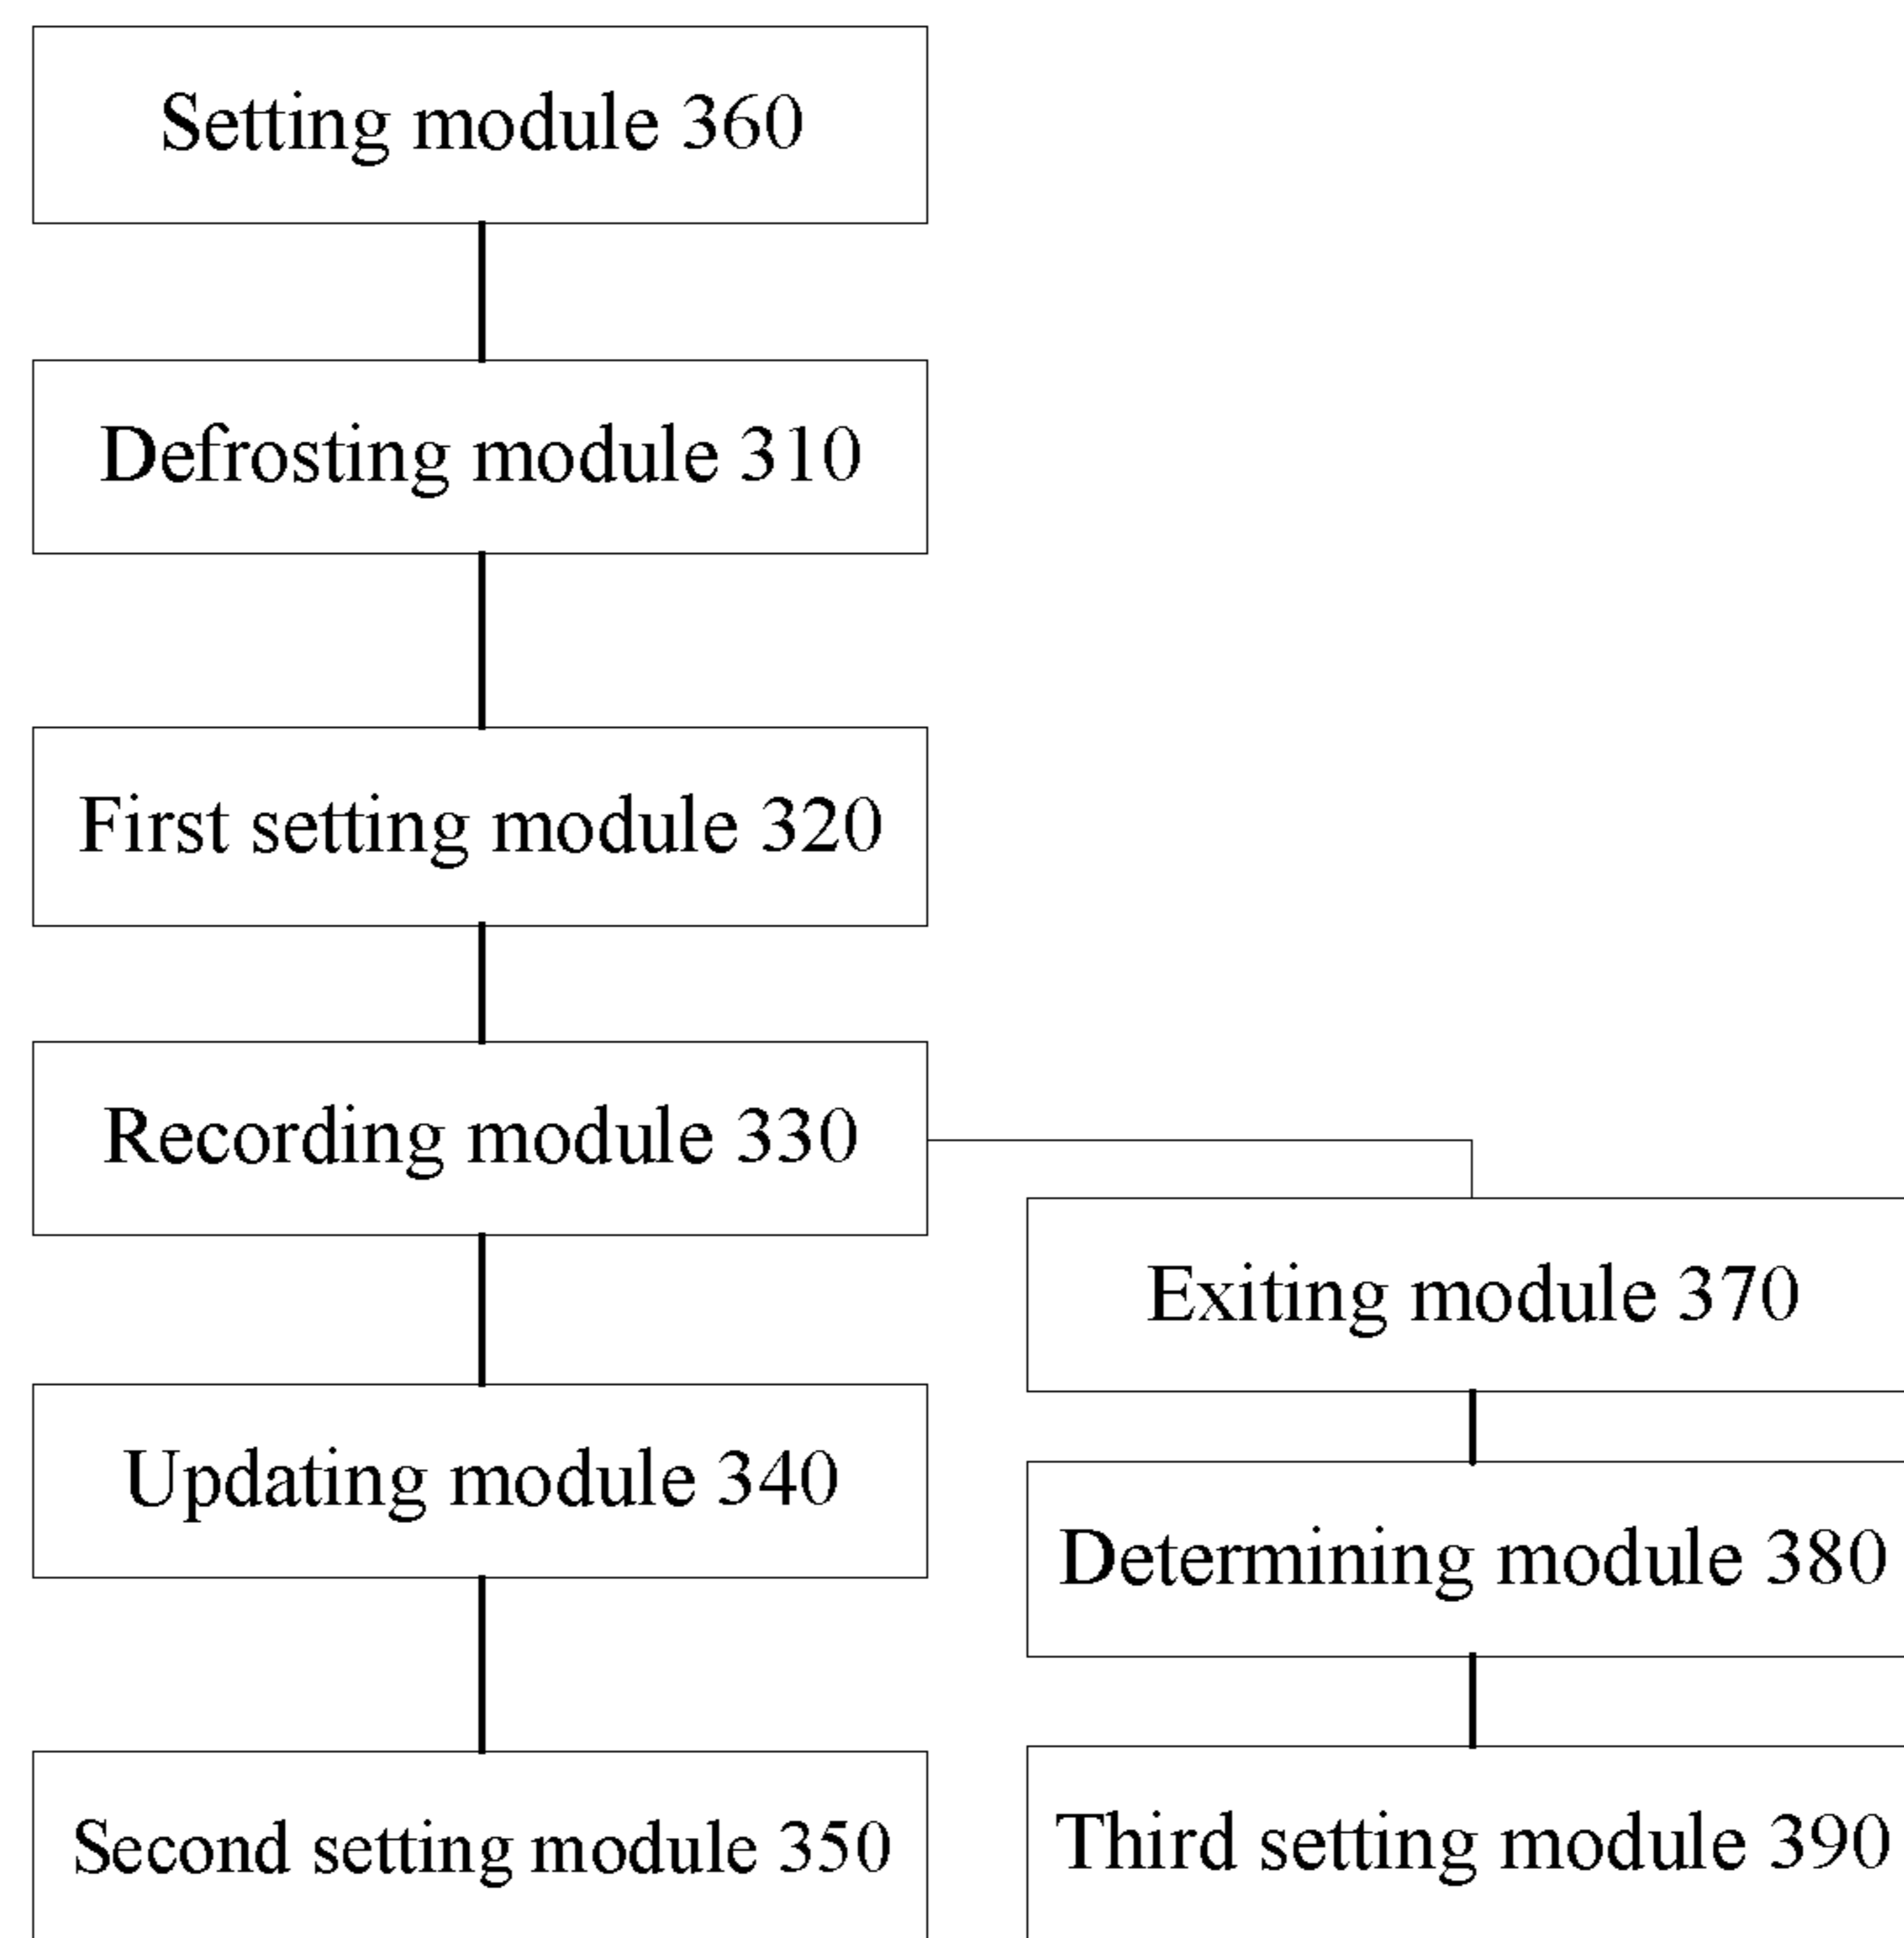 Setting module 360
Defrosting module 310
First setting module 320
Recording module 330
Exiting module 370
Updating module 340
Determining module 380
Second setting module 350
Third setting module 390